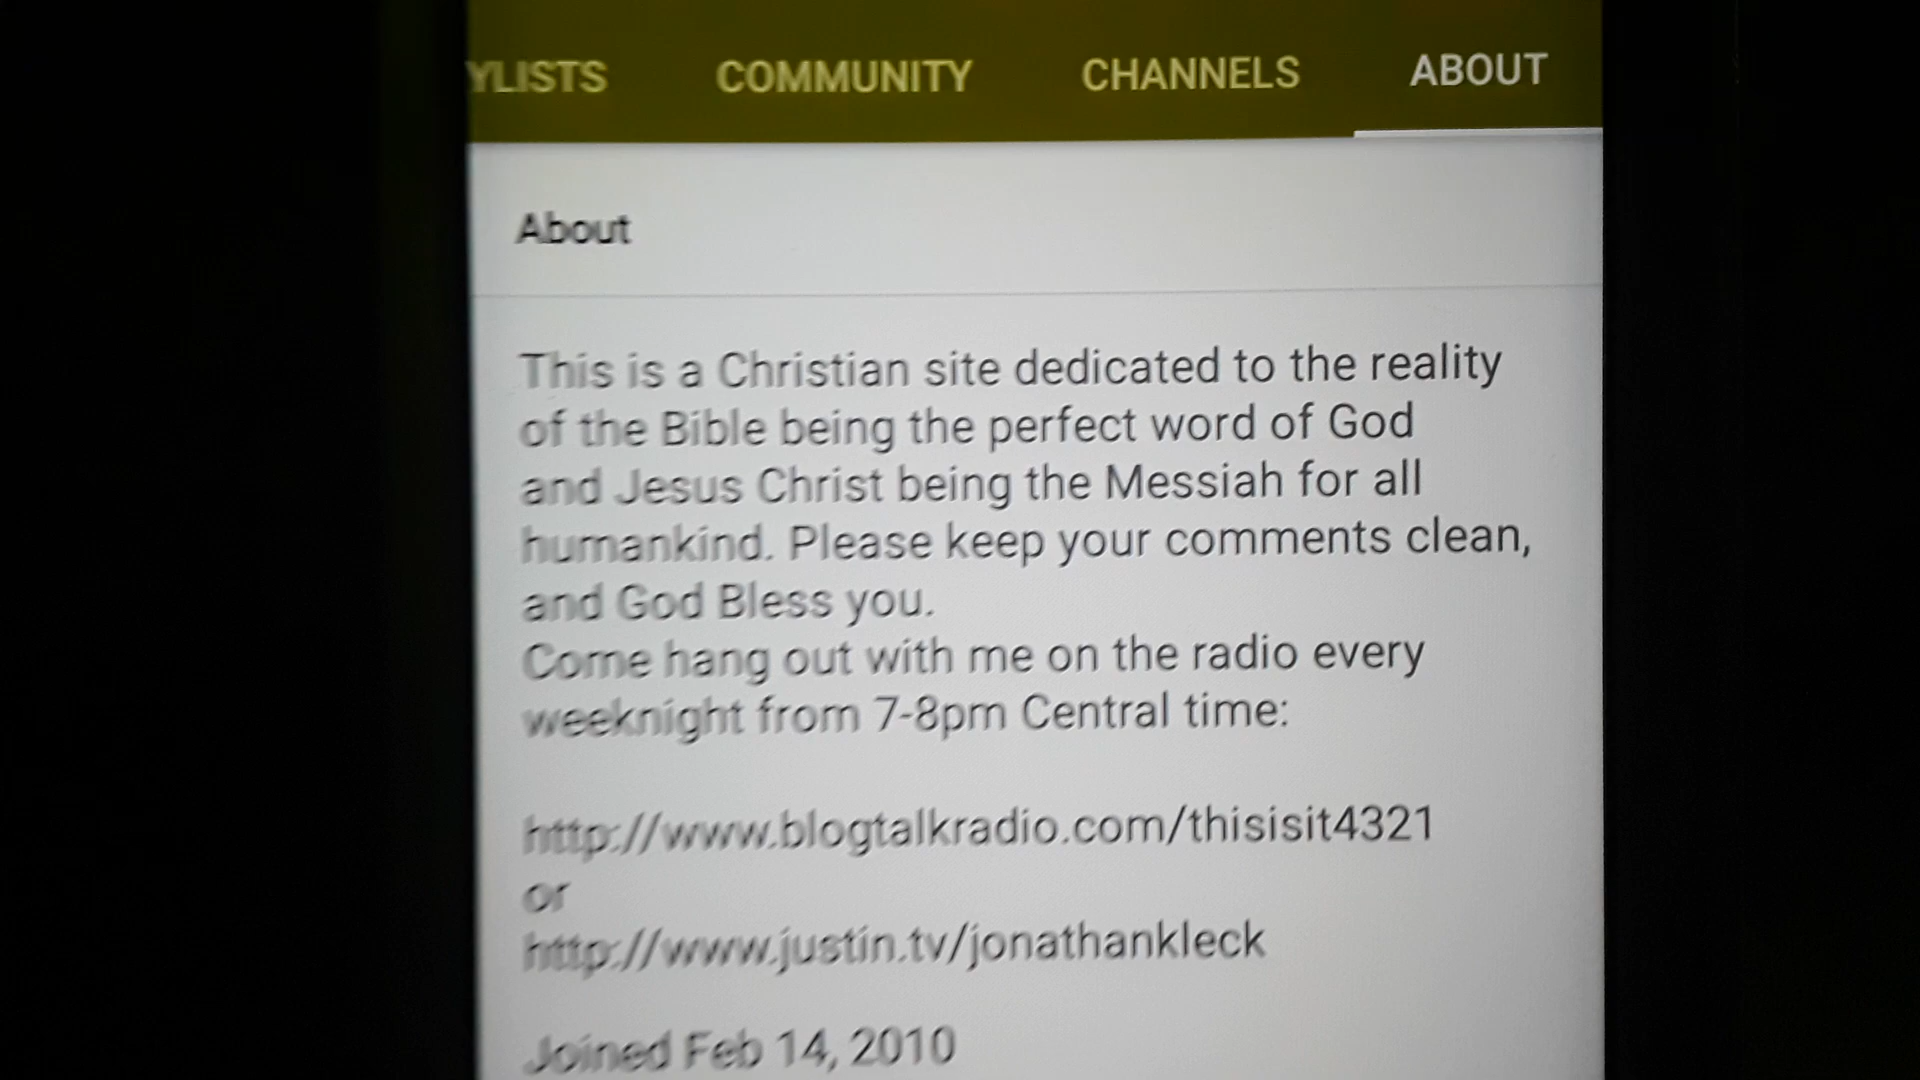 YLISTS COMMUNITY CHANNELS ABOUT
About
This is a Christian site dedicated to the reality
of the Bible being the perfect word of God
and Jesus Christ being the Messiah for all
humankind. Please keep your comments clean,
and God Bless you.
Come hang out with me on the radio every
weeknight from 7-8pm Central time:
http://www.blogtalkradio.com/thisisit4321
or
http://www.justin.tv/jonathankleck
Joined Feb 14, 2010